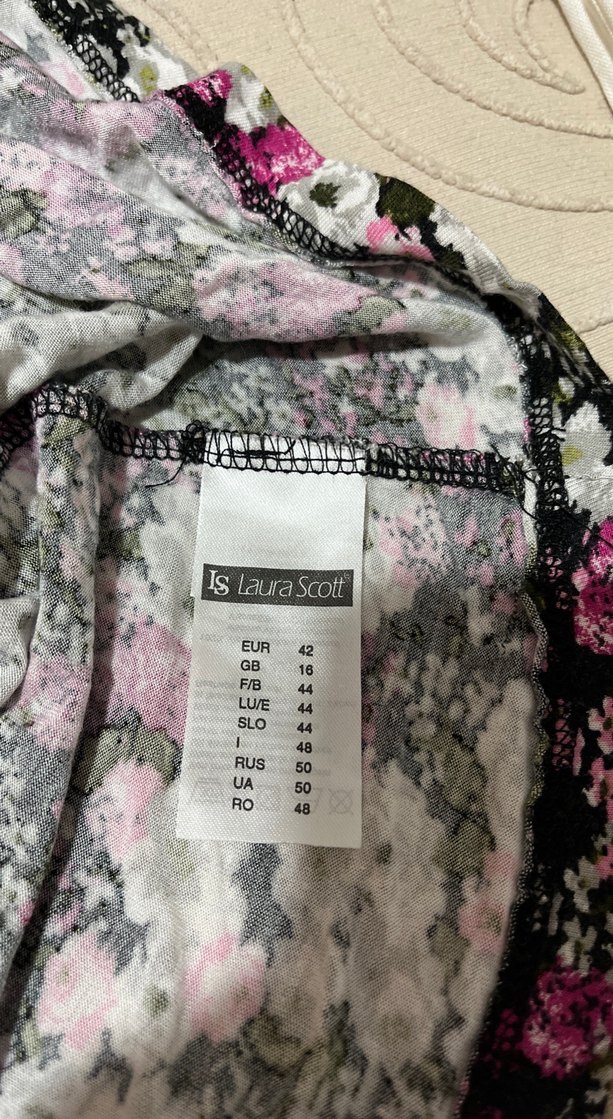 LS Laura Scott®
EUR 42
GB 16
F/B 44
LU/E 44
SLO 44
I 48
RUS 50
UA 50
RO 48